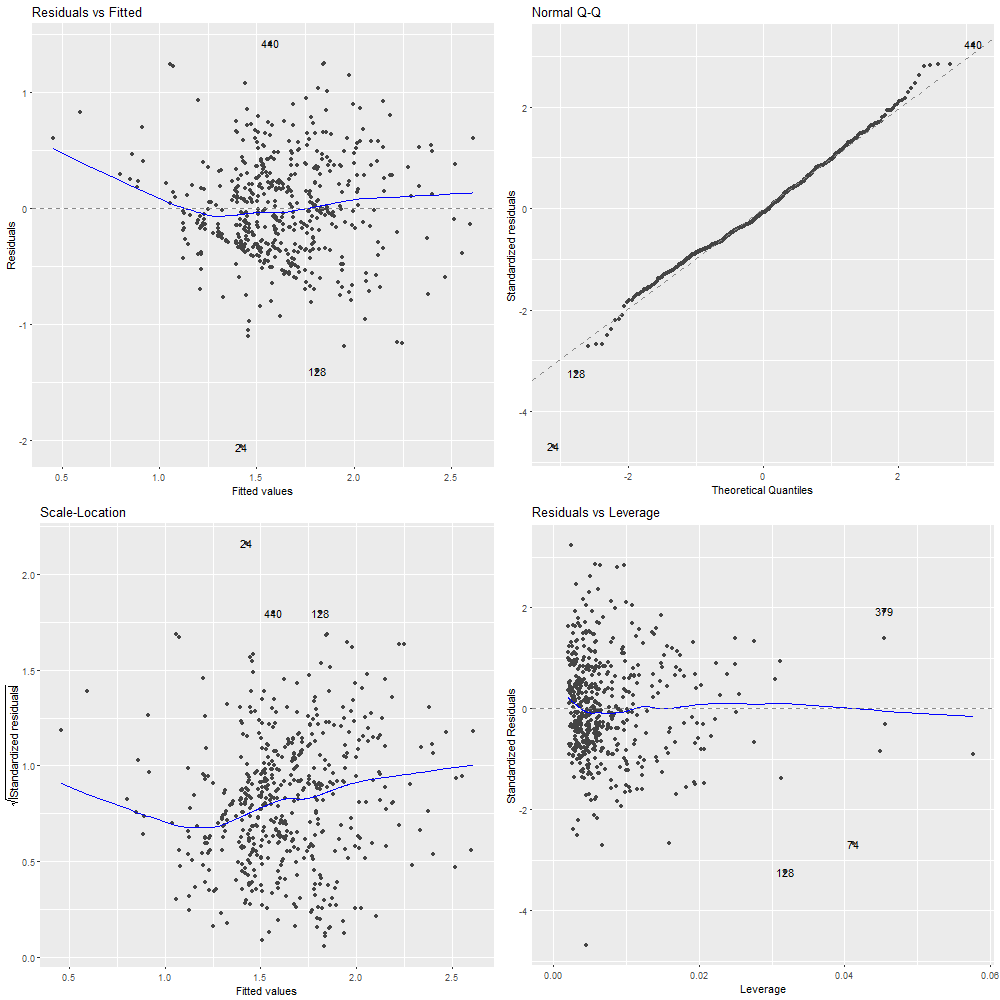 Residuals vs Fitted
440
1
0
-1
-2
128
24
Residuals
0.5 1.0 1.5 2.0 2.5
Fitted values
Normal Q-Q
440
2
0
-2
-4
128
24
Standardized residuals
-2 0 2
Theoretical Quantiles
Scale-Location
24
2.0
440 128
1.5
1.0
0.5
0.0
√|Standardized residuals|
0.5 1.0 1.5 2.0 2.5
Fitted values
Residuals vs Leverage
2
379
0
-2
74
128
-4
Standardized Residuals
0.00 0.02 0.04 0.06
Leverage